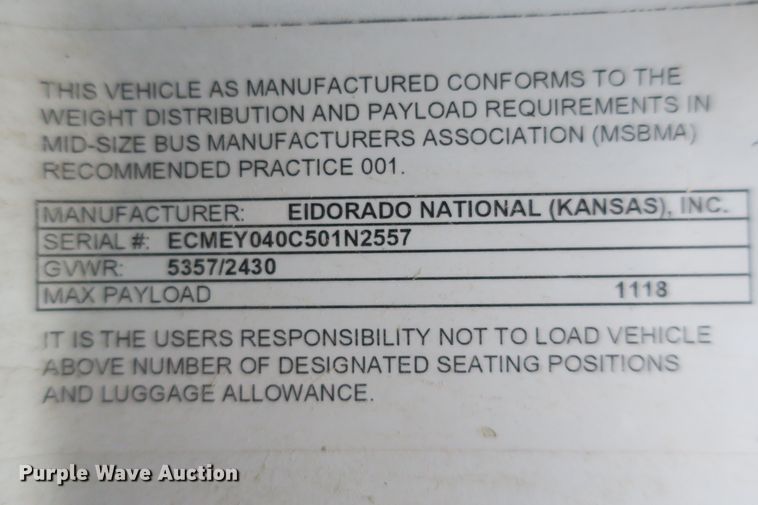 THIS VEHICLE AS MANUFACTURED CONFORMS TO THE
WEIGHT DISTRIBUTION AND PAYLOAD REQUIREMENTS IN
MID-SIZE BUS MANUFACTURERS ASSOCIATION (MSBMA)
RECOMMENDED PRACTICE 001.
MANUFACTURER: EIDORADO NATIONAL (KANSAS), INC.
SERIAL #: ECMEY040C501N2557
GVWR: 5357/2430
MAX PAYLOAD 1118
IT IS THE USERS RESPONSIBILITY NOT TO LOAD VEHICLE
ABOVE NUMBER OF DESIGNATED SEATING POSITIONS
AND LUGGAGE ALLOWANCE.
Purple Wave Auction